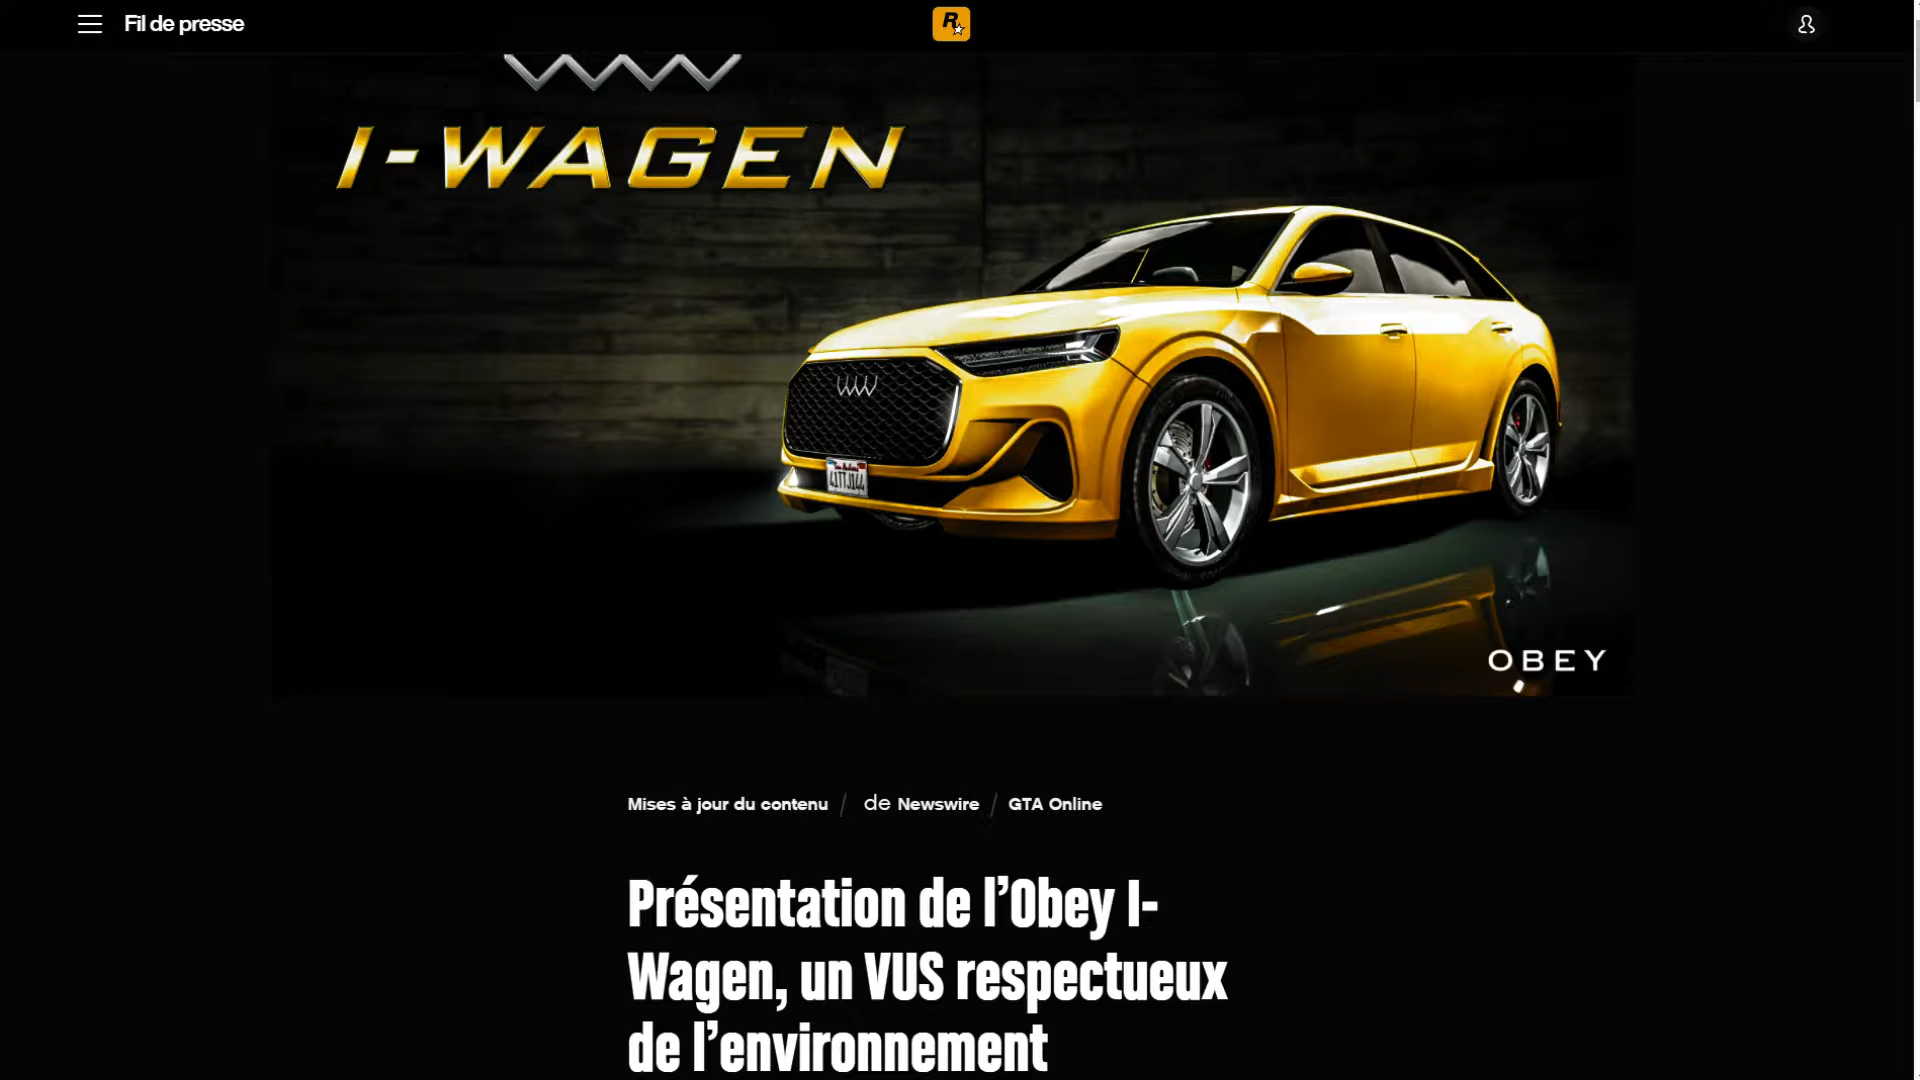 Fil de presse
R
I-WAGEN
41TTJ144
OBEY
Mises à jour du contenu / de Newswire / GTA Online
Présentation de l’Obey I-
Wagen, un VUS respectueux
de l’environnement